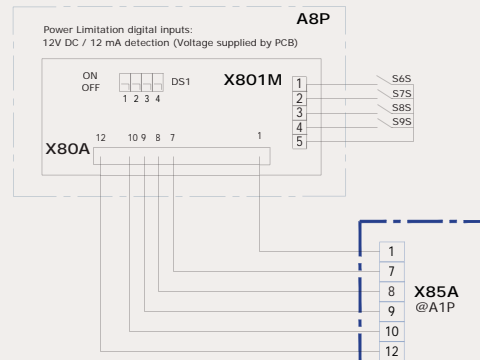 A8P
Power Limitation digital inputs:
12V DC / 12 mA detection (Voltage supplied by PCB)
ON
OFF
1 2 3 4
DS1
X801M
1
2
3
4
5
S6S
S7S
S8S
S9S
X80A
12 10 9 8 7 1
1
7
8
9
10
12
X85A
@A1P